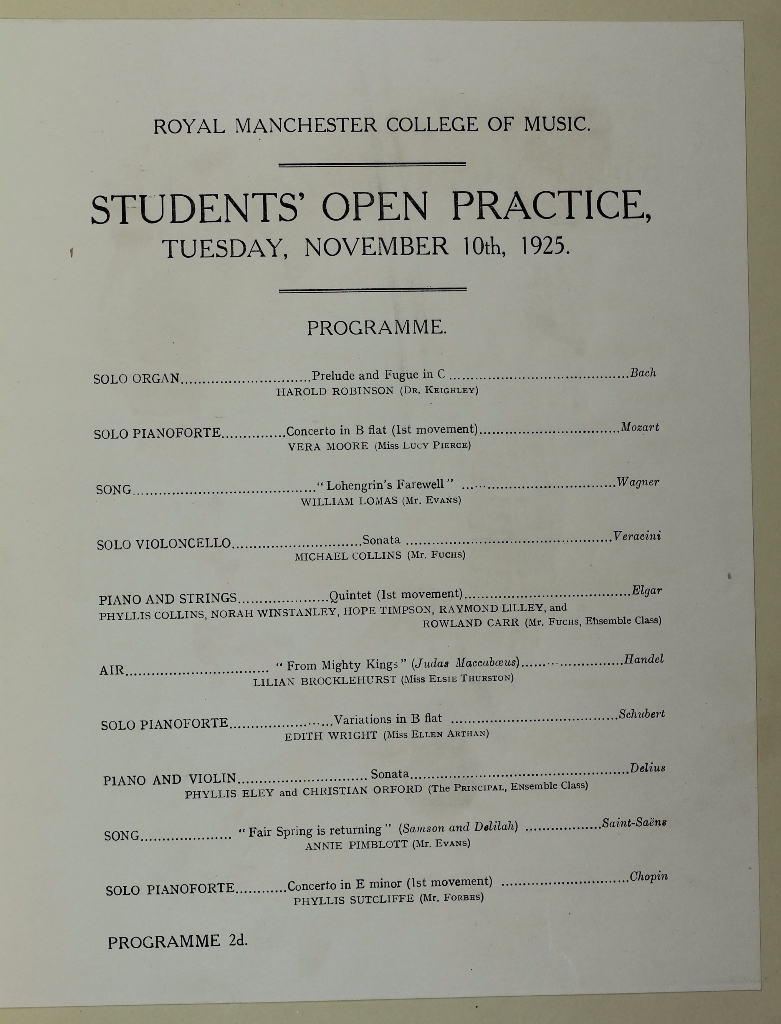 ROYAL MANCHESTER COLLEGE OF MUSIC.
STUDENTS' OPEN PRACTICE,
TUESDAY, NOVEMBER 10th, 1925.
PROGRAMME.
SOLO ORGAN..............................Prelude and Fugue in C..........................................Bach
HAROLD ROBINSON (DR. KEIGHLEY)
SOLO PIANOFORTE..............Concerto in B flat (1st movement)................................Mozart
VERA MOORE (Miss LUCY PIERCE)
SONG.........................................."Lohengrin's Farewell" ....................................Wagner
WILLIAM LOMAS (Mr. EVANS)
SOLO VIOLONCELLO..............................Sonata ................................................Veracini
MICHAEL COLLINS (Mr. FUCHS)
PIANO AND STRINGS.....................Quintet (1st movement)......................................Elgar
PHYLLIS COLLINS, NORAH WINSTANLEY, HOPE TIMPSON, RAYMOND LILLEY, and
ROWLAND CARR (Mr. FUCHS, Ensemble Class)
AIR................................. "From Mighty Kings" (Judas Maccubœus)........................Handel
LILIAN BROCKLEHURST (Miss ELSIE THURSTON)
SOLO PIANOFORTE........................Variations in B flat ......................................Schubert
EDITH WRIGHT (Miss ELLEN ARTHAN)
PIANO AND VIOLIN.............................. Sonata..................................................Delius
PHYLLIS ELEY and CHRISTIAN ORFORD (The PRINCIPAL, Ensemble Class)
SONG..................... "Fair Spring is returning" (Samson and Delilah) ..................Saint-Saëns
ANNIE PIMBLOTT (Mr. EVANS)
SOLO PIANOFORTE............Concerto in E minor (1st movement) .............................Chopin
PHYLLIS SUTCLIFFE (Mr. FORBES)
PROGRAMME 2d.